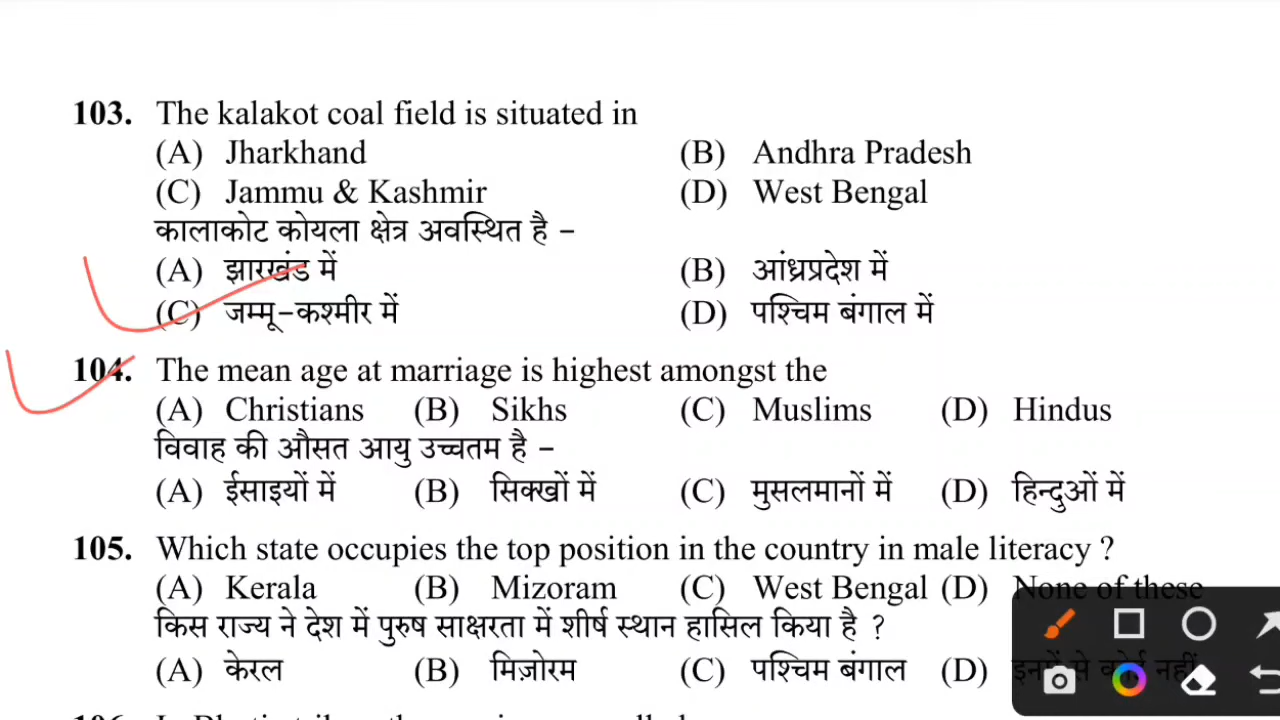 103. The kalakot coal field is situated in
(A) Jharkhand (B) Andhra Pradesh
(C) Jammu & Kashmir (D) West Bengal
कालाकोट कोयला क्षेत्र अवस्थित है –
(A) झारखंड में (B) आंध्रप्रदेश में
(C) जम्मू-कश्मीर में (D) पश्चिम बंगाल में
104. The mean age at marriage is highest amongst the
(A) Christians (B) Sikhs (C) Muslims (D) Hindus
विवाह की औसत आयु उच्चतम है –
(A) ईसाइयों में (B) सिक्खों में (C) मुसलमानों में (D) हिन्दुओं में
105. Which state occupies the top position in the country in male literacy ?
(A) Kerala (B) Mizoram (C) West Bengal (D) None of these
किस राज्य ने देश में पुरुष साक्षरता में शीर्ष स्थान हासिल किया है ?
(A) केरल (B) मिज़ोरम (C) पश्चिम बंगाल (D) इनमें से कोई नहीं